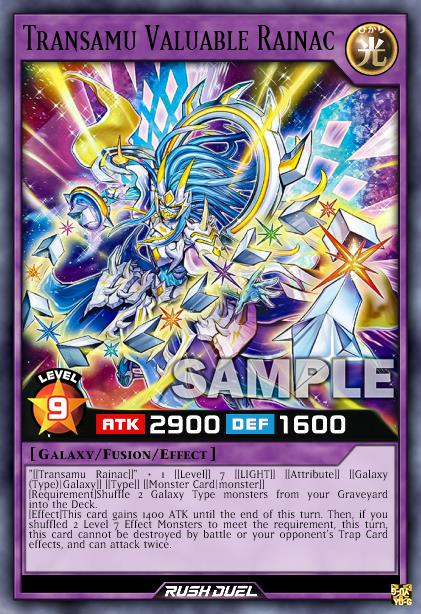 Transamu Valuable Rainac
ひかり
光
SAMPLE
LEVEL
9
ATK 2900 DEF 1600
[Galaxy/Fusion/Effect]
"[[Transamu Rainac]]" + 1 [[Level]] 7 [[LIGHT]] [[Attribute]] [[Galaxy
(Type)|Galaxy]] [[Type]] [[Monster Card|monster]]
[Requirement]Shuffle 2 Galaxy Type monsters from your Graveyard
into the Deck.
[Effect]This card gains 1400 ATK until the end of this turn. Then, if you
shuffled 2 Level 7 Effect Monsters to meet the requirement, this turn,
this card cannot be destroyed by battle or your opponent's Trap Card
effects, and can attack twice.
RUSH DUEL